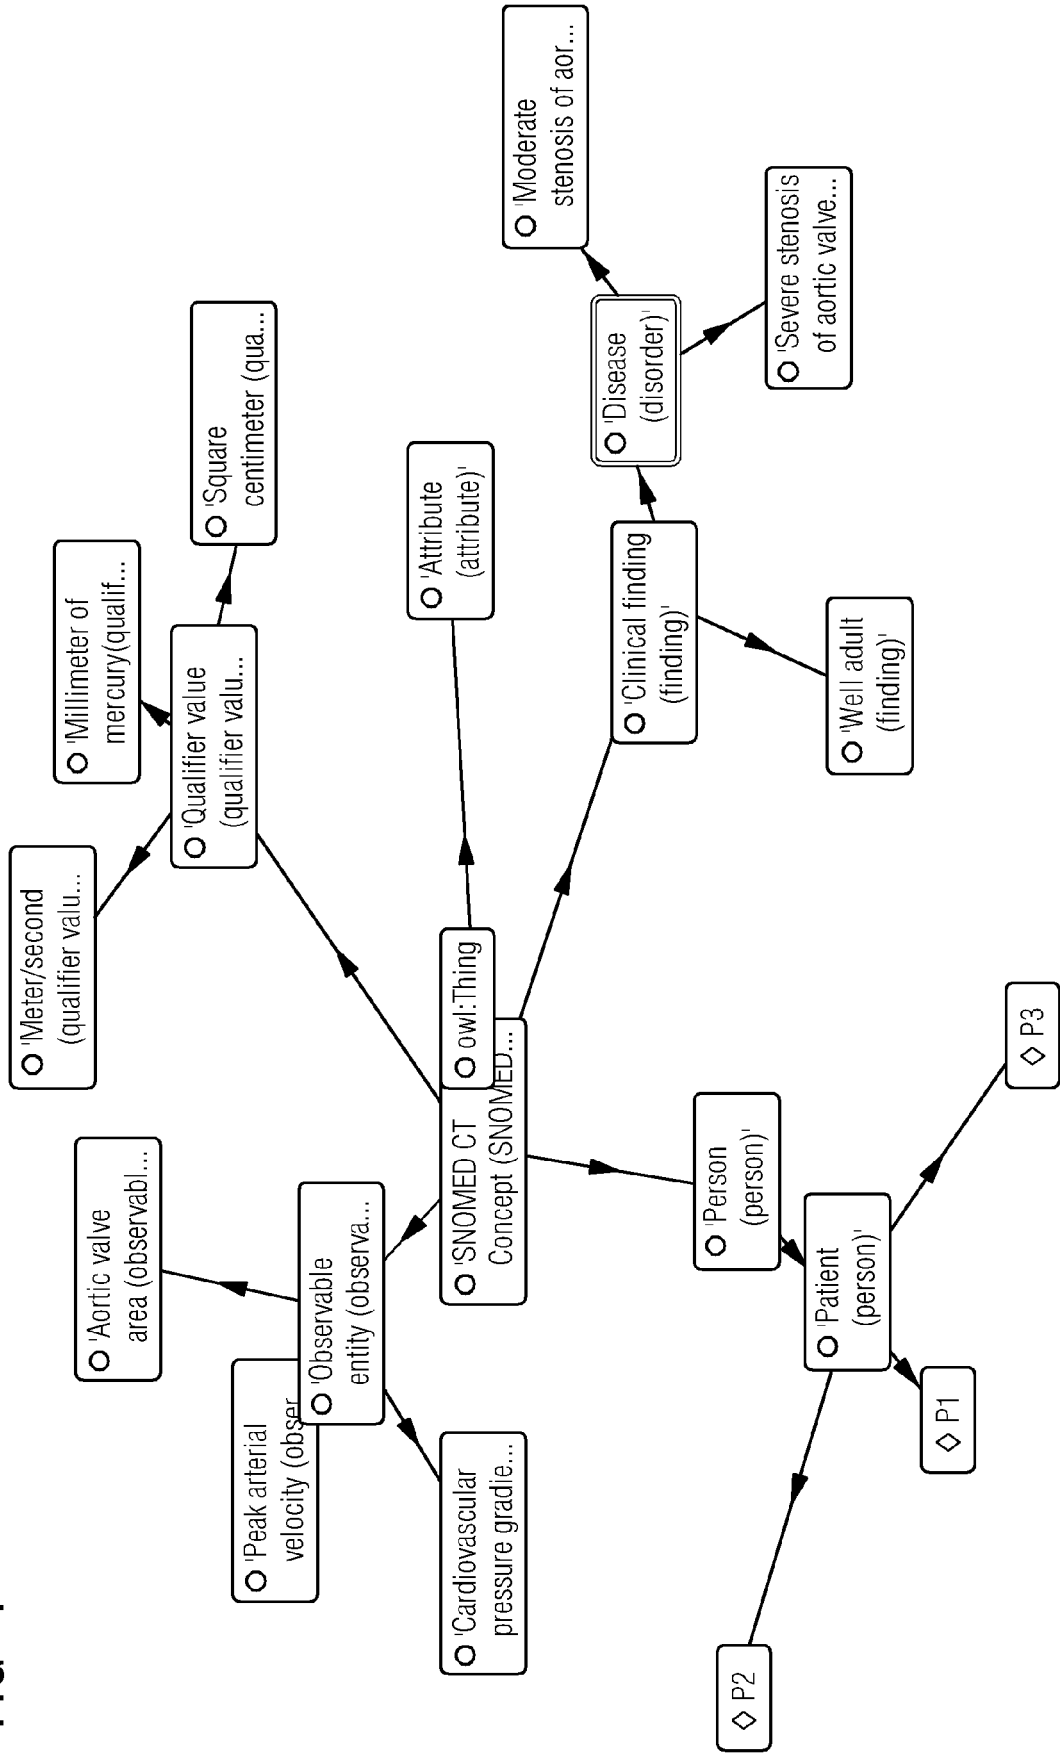 'Meter/second
(qualifier valu...
'Millimeter of
mercury(qualif...
'Aortic valve
area (observabl...
'Qualifier value
(qualifier valu...
'Square
centimeter (qua...
'Peak arterial
velocity (obser
'Observable
entity (observa...
'Attribute
(attribute)'
owl:Thing
'SNOMED CT
Concept (SNOMED...
'Cardiovascular
pressure gradie...
'Moderate
stenosis of aor...
'Disease
(disorder)'
'Clinical finding
(finding)'
'Severe stenosis
of aortic valve...
'Person
(person)'
'Well adult
(finding)'
'Patient
(person)'
P2
P1
P3